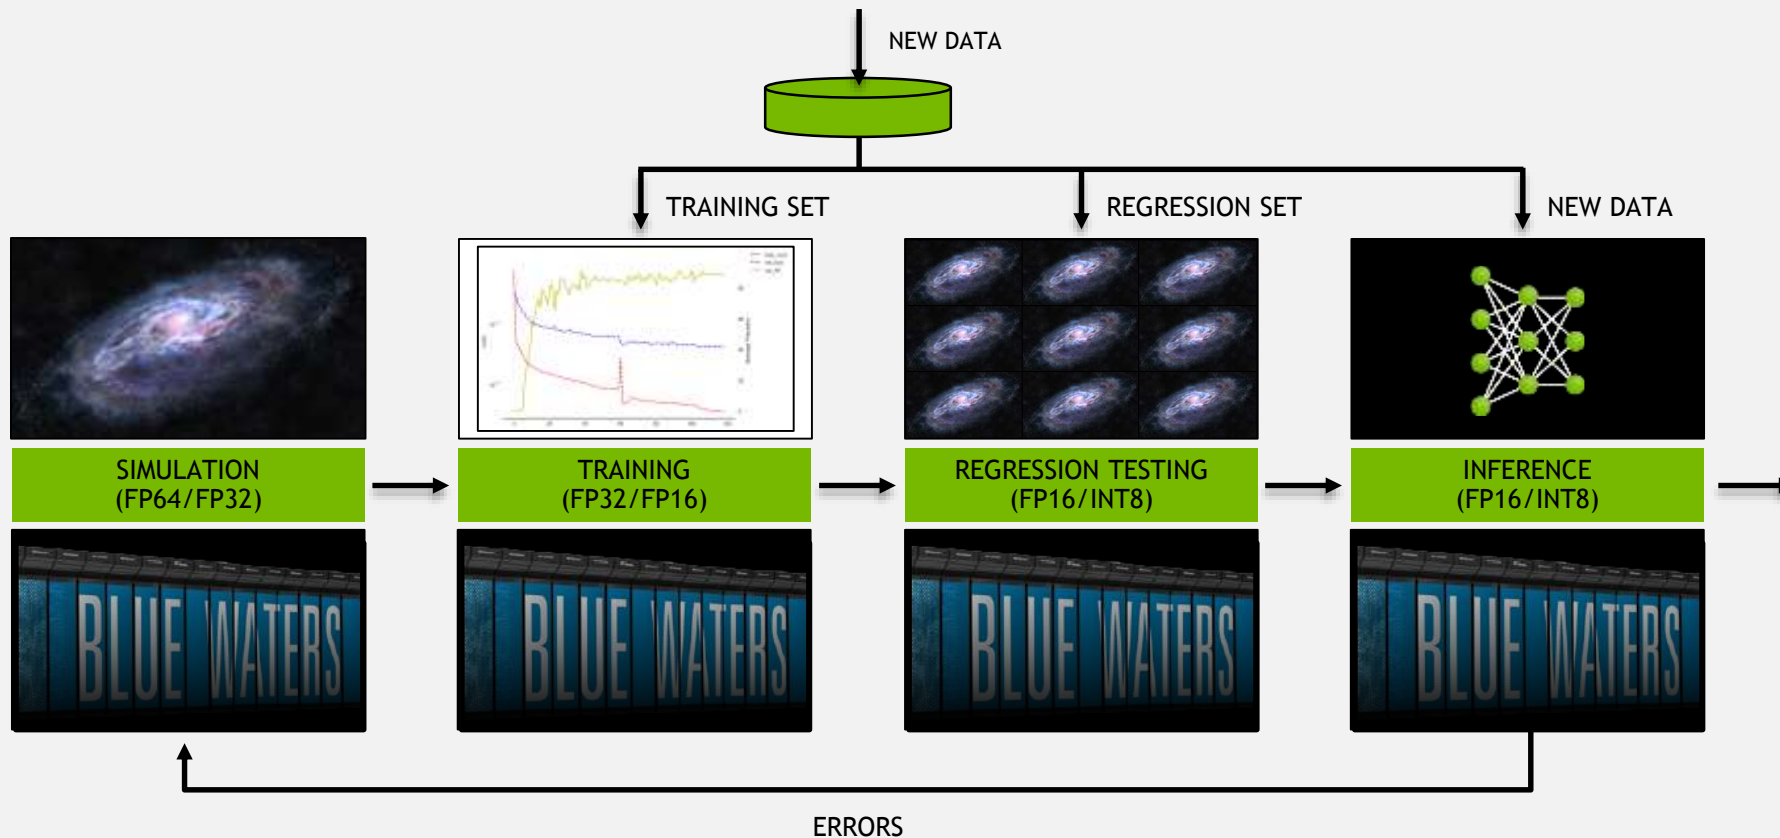 NEW DATA
TRAINING SET
REGRESSION SET
NEW DATA
SIMULATION
(FP64/FP32)
TRAINING
(FP32/FP16)
REGRESSION TESTING
(FP16/INT8)
INFERENCE
(FP16/INT8)
BLUE WATERS
BLUE WATERS
BLUE WATERS
BLUE WATERS
ERRORS